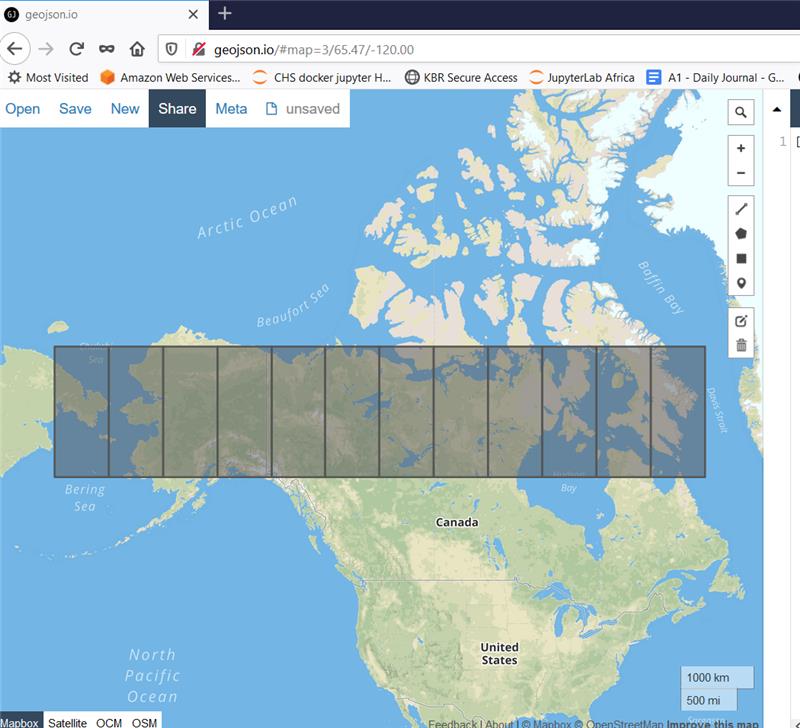 geojson.io
geojson.io/#map=3/65.47/-120.00
Most Visited Amazon Web Services... CHS docker jupyter H... KBR Secure Access JupyterLab Africa A1 - Daily Journal - G...
Open Save New Share Meta unsaved
1 [
Arctic Ocean
Beaufort Sea
Baffin Bay
Sea
Davis Strait
Bering
Sea
Bay
Canada
United
States
North
Pacific
Ocean
1000 km
500 mi
Mapbox Satellite OCM OSM
Feedback | About | © Mapbox © OpenStreetMap Improve this map